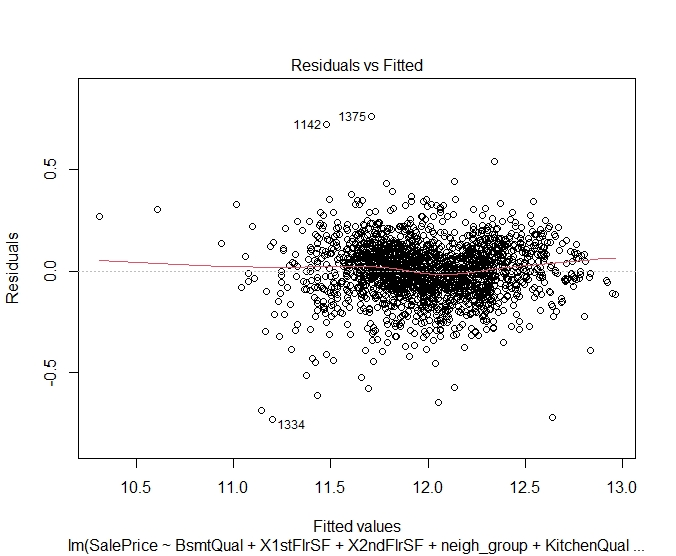 Residuals vs Fitted
1375
1142
1334
Residuals
0.5
0.0
-0.5
10.5 11.0 11.5 12.0 12.5 13.0
Fitted values
lm(SalePrice ~ BsmtQual + X1stFlrSF + X2ndFlrSF + neigh_group + KitchenQual ...